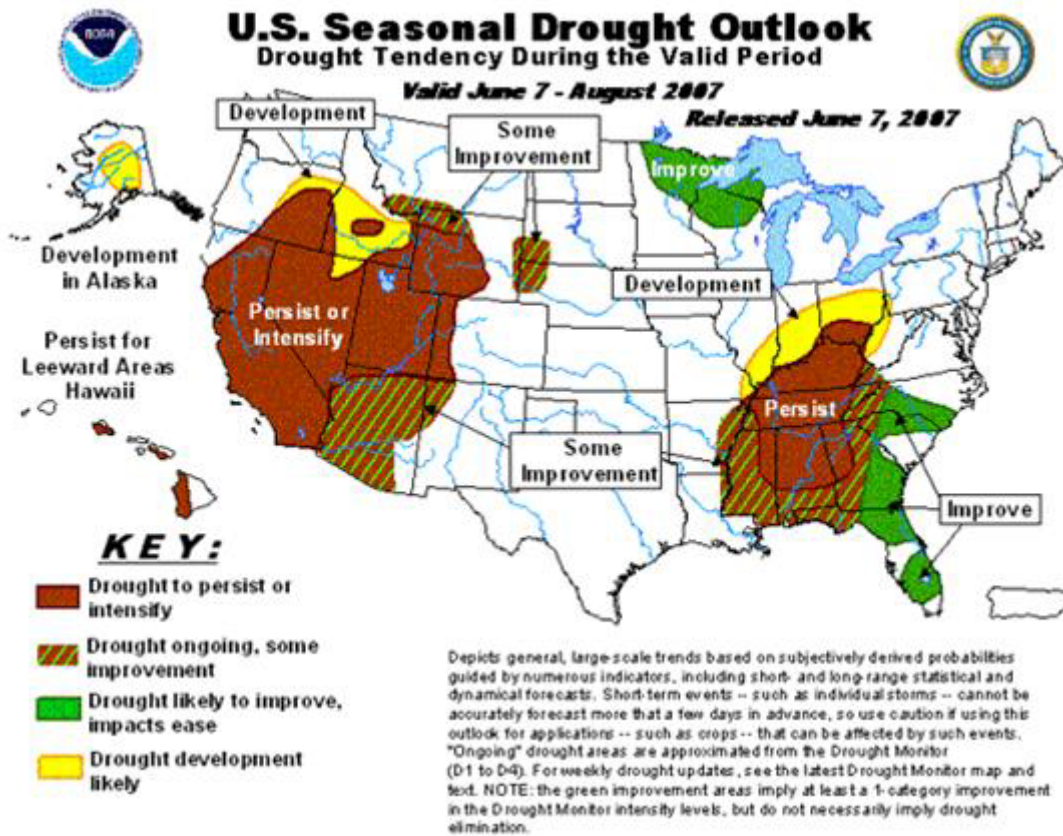 NOAA
U.S. Seasonal Drought Outlook
Drought Tendency During the Valid Period
Valid June 7 - August 2007
Released June 7, 2007
Development
Some
Improvement
Improve
Development
in Alaska
Development
Persist or
Intensify
Persist for
Leeward Areas
Hawaii
Persist
Some
Improvement
Improve
KEY:
Drought to persist or
intensify
Drought ongoing, some
improvement
Drought likely to improve,
impacts ease
Drought development
likely
Depicts general, large-scale trends based on subjectively derived probabilities
guided by numerous indicators, including short- and long-range statistical and
dynamical forecasts. Short-term events -- such as individual storms -- cannot be
accurately forecast more that a few days in advance, so use caution if using this
outlook for applications -- such as crops -- that can be affected by such events.
"Ongoing" drought areas are approximated from the Drought Monitor
(D1 to D4). For weekly drought updates, see the latest Drought Monitor map and
text. NOTE: the green improvement areas imply at least a 1-category improvement
in the Drought Monitor intensity levels, but do not necessarily imply drought
elimination.